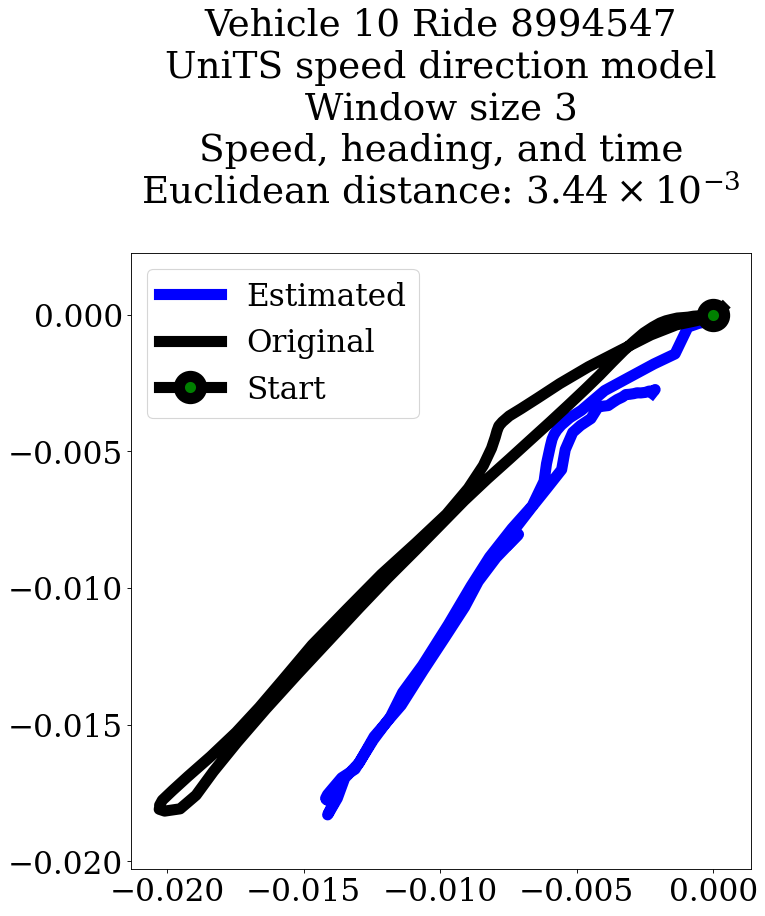 Vehicle 10 Ride 8994547
UniTS speed direction model
Window size 3
Speed, heading, and time
Euclidean distance: 3.44 × 10⁻³
Estimated
Original
Start
0.000
−0.005
−0.010
−0.015
−0.020
−0.020 −0.015 −0.010 −0.005 0.000